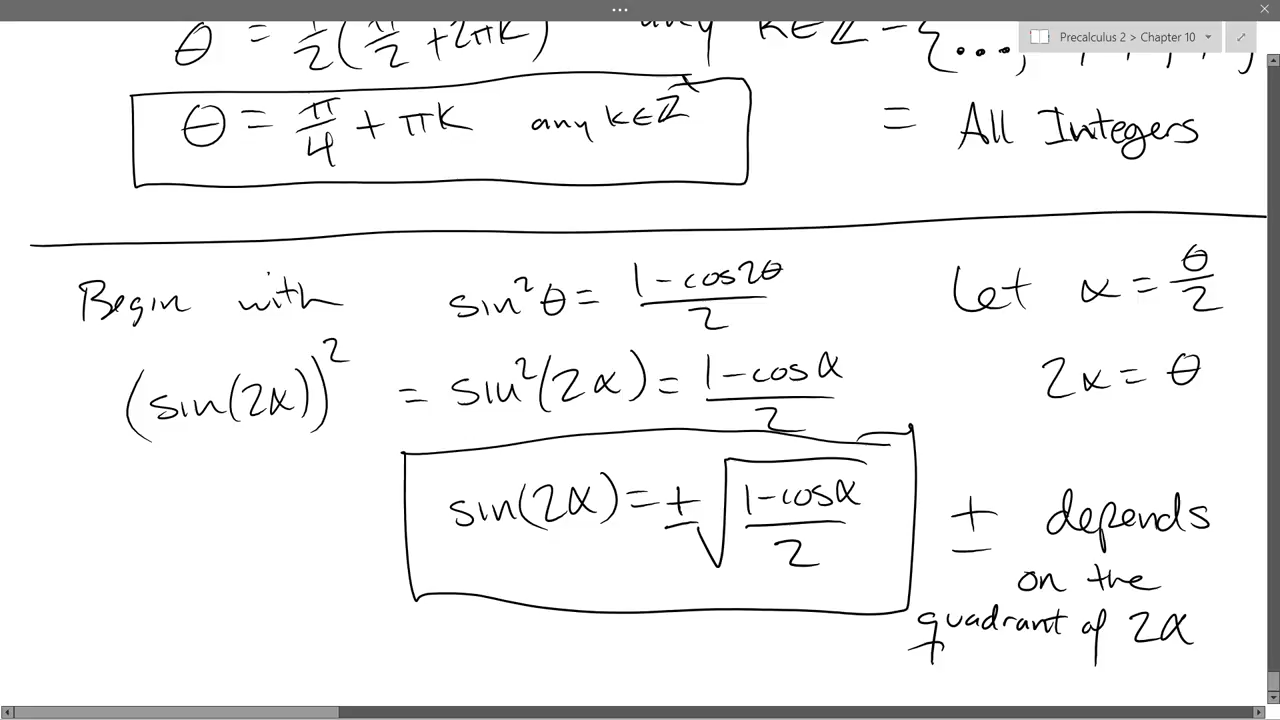 Precalculus 2 > Chapter 10
θ = 1/2 (π/2 + 2πk) any k∈ℤ = {...,
θ = π/4 + πk any k∈ℤ
= All Integers
Begin with sin²θ = (1-cos2θ)/2 Let α = θ/2
(sin(2α))² = sin²(2α) = (1-cosα)/2 2α = θ
sin(2α) = ± √((1-cosα)/2) ± depends
on the
quadrant of 2α